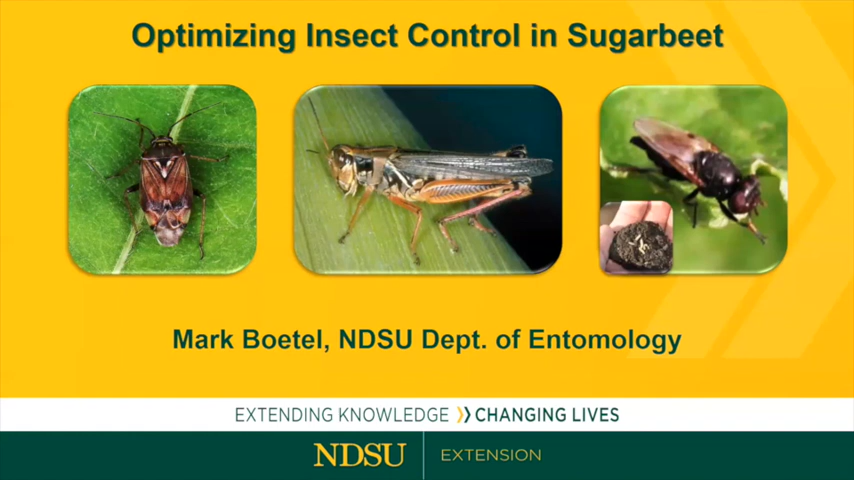 Optimizing Insect Control in Sugarbeet
Mark Boetel, NDSU Dept. of Entomology
EXTENDING KNOWLEDGE CHANGING LIVES
NDSU EXTENSION